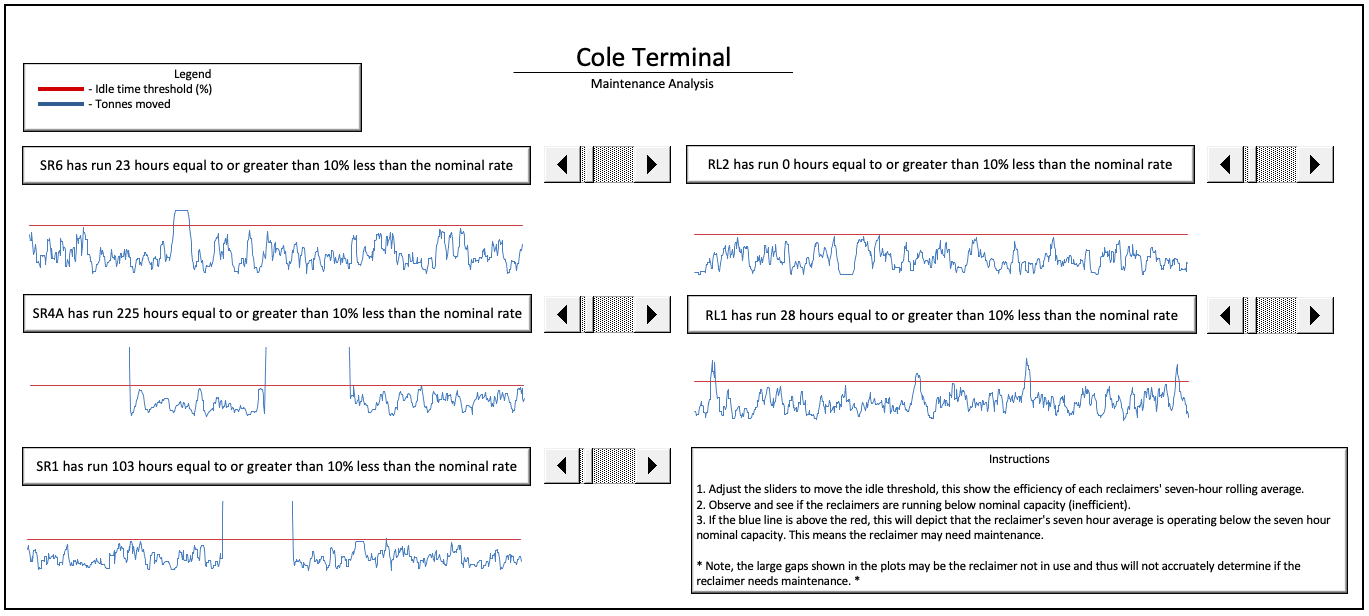 Cole Terminal
Maintenance Analysis
Legend
- Idle time threshold (%)
- Tonnes moved
SR6 has run 23 hours equal to or greater than 10% less than the nominal rate
RL2 has run 0 hours equal to or greater than 10% less than the nominal rate
SR4A has run 225 hours equal to or greater than 10% less than the nominal rate
RL1 has run 28 hours equal to or greater than 10% less than the nominal rate
SR1 has run 103 hours equal to or greater than 10% less than the nominal rate
Instructions
1. Adjust the sliders to move the idle threshold, this show the efficiency of each reclaimers' seven-hour rolling average.
2. Observe and see if the reclaimers are running below nominal capacity (inefficient).
3. If the blue line is above the red, this will depict that the reclaimer's seven hour average is operating below the seven hour
nominal capacity. This means the reclaimer may need maintenance.
* Note, the large gaps shown in the plots may be the reclaimer not in use and thus will not accruately determine if the
reclaimer needs maintenance. *